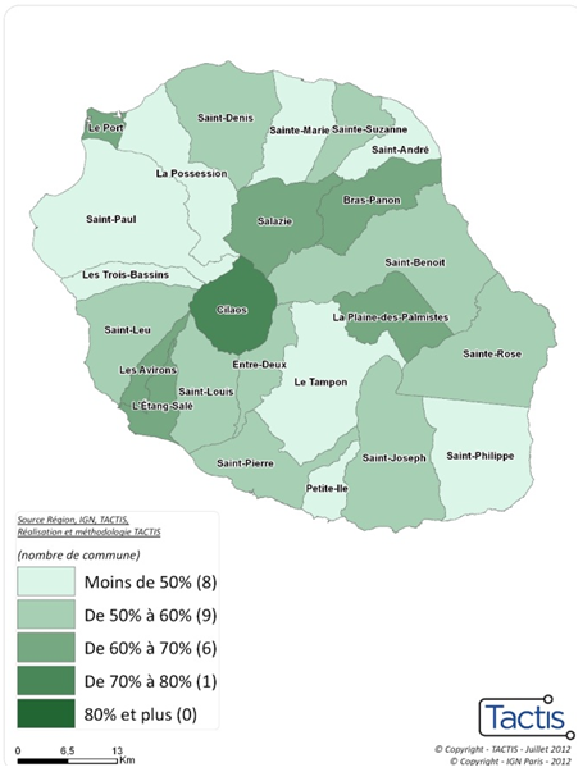 Saint-Denis
Sainte-Marie
Sainte-Suzanne
Le Port
Saint-André
La Possession
Bras-Panon
Saint-Paul
Salazie
Saint-Benoit
Les Trois-Bassins
Cilaos
La Plaine-des-Palmistes
Saint-Leu
Sainte-Rose
Entre-Deux
Les Avirons
Le Tampon
Saint-Louis
L'Étang-Salé
Saint-Philippe
Saint-Joseph
Saint-Pierre
Petite-Ile
Source Région, IGN, TACTIS,
Réalisation et méthodologie TACTIS
(nombre de commune)
Moins de 50% (8)
De 50% à 60% (9)
De 60% à 70% (6)
De 70% à 80% (1)
80% et plus (0)
Tactis
0 6.5 13
Km
© Copyright - TACTIS - Juillet 2012
© Copyright - IGN Paris - 2012